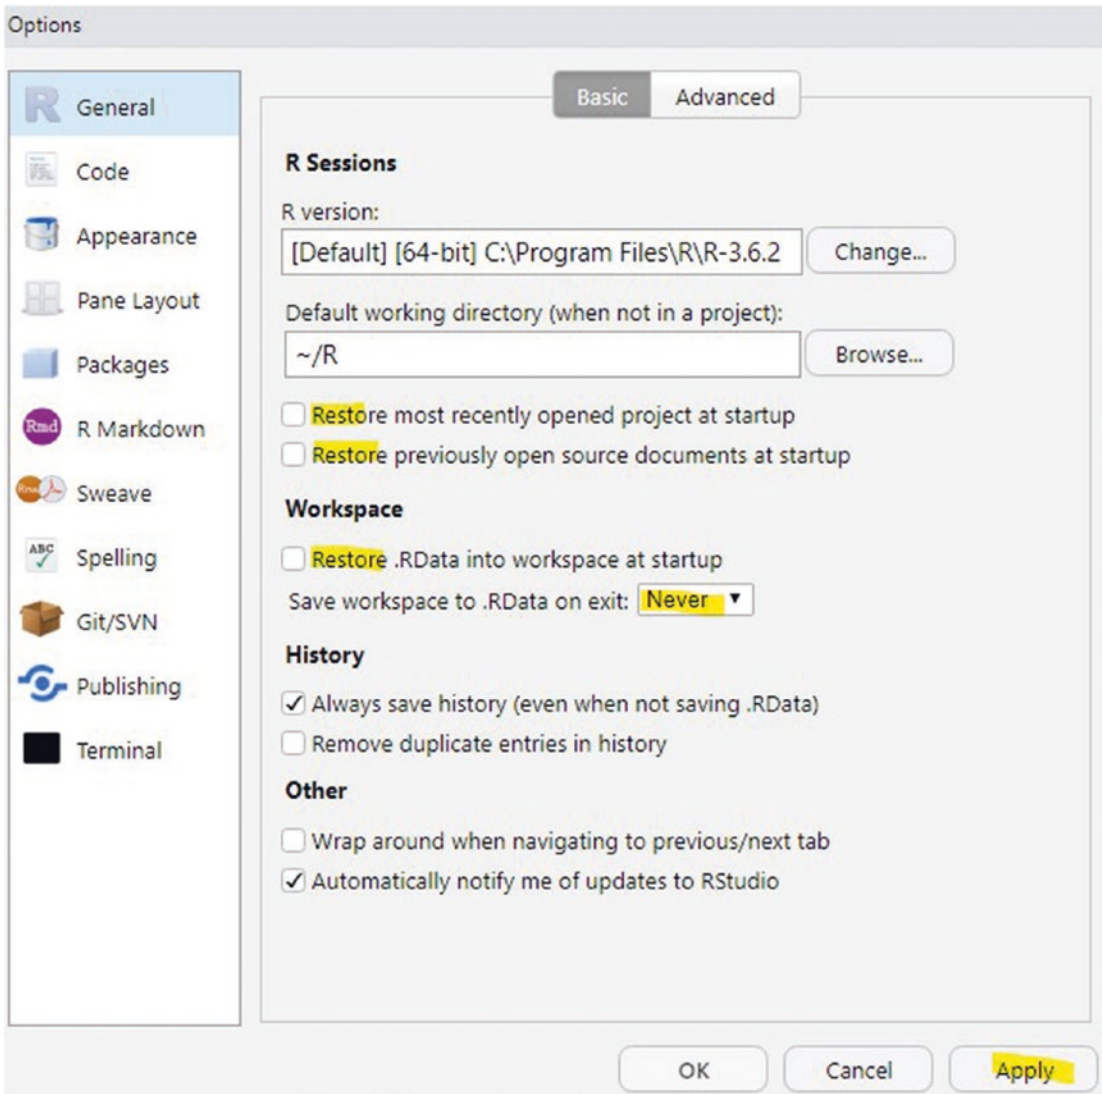 Options
General
Code
Appearance
Pane Layout
Packages
Rmd R Markdown
Sweave
ABC Spelling
Git/SVN
Publishing
Terminal
Basic Advanced
R Sessions
R version:
[Default] [64-bit] C:\Program Files\R\R-3.6.2 Change...
Default working directory (when not in a project):
~/R Browse...
Restore most recently opened project at startup
Restore previously open source documents at startup
Workspace
Restore .RData into workspace at startup
Save workspace to .RData on exit: Never
History
Always save history (even when not saving .RData)
Remove duplicate entries in history
Other
Wrap around when navigating to previous/next tab
Automatically notify me of updates to RStudio
OK Cancel Apply